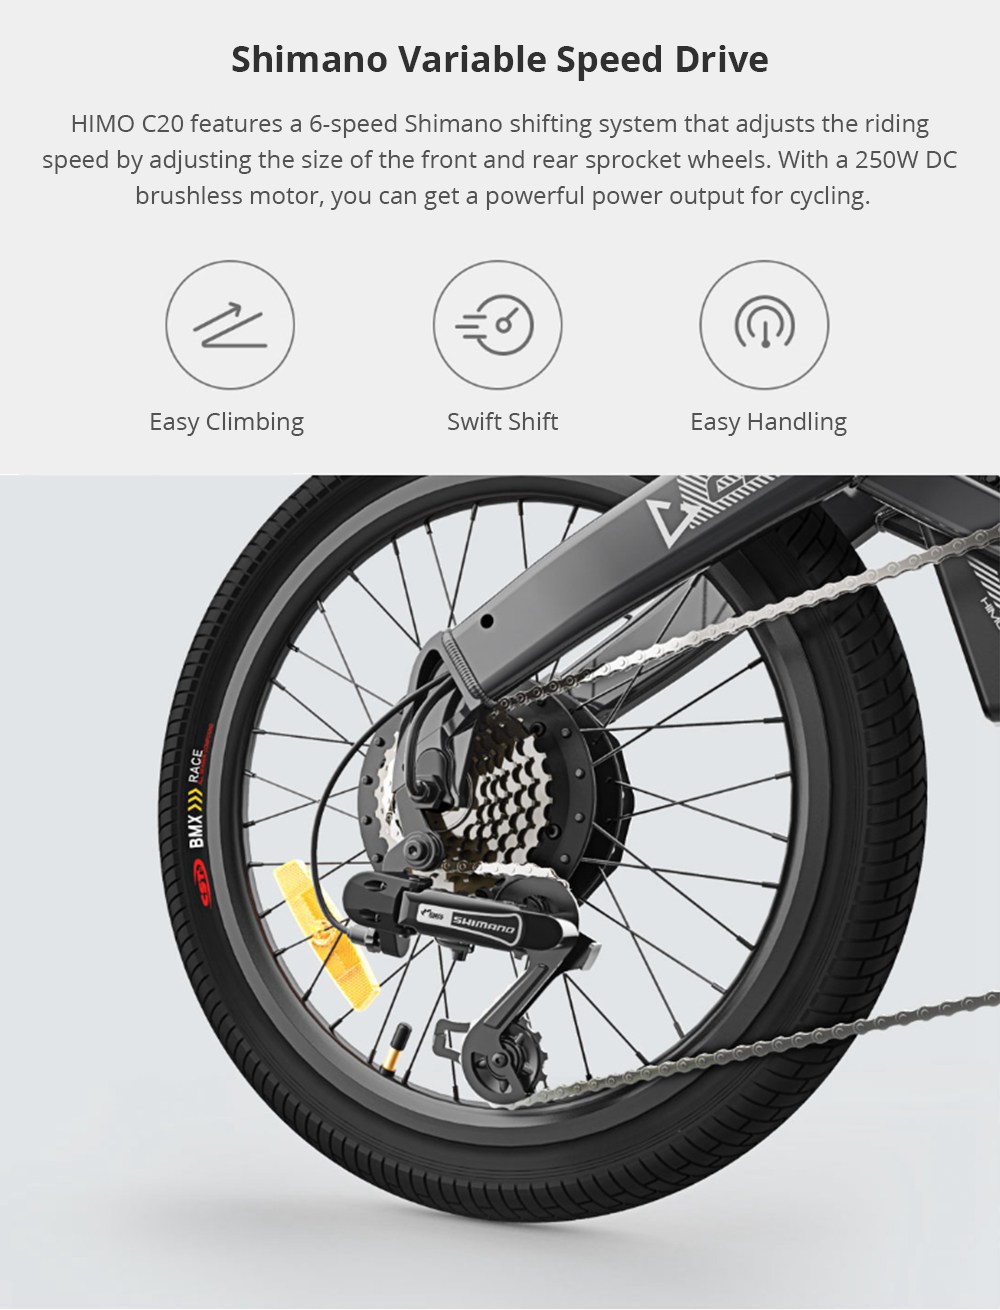 Shimano Variable Speed Drive
HIMO C20 features a 6-speed Shimano shifting system that adjusts the riding
speed by adjusting the size of the front and rear sprocket wheels. With a 250W DC
brushless motor, you can get a powerful power output for cycling.
Easy Climbing
Swift Shift
Easy Handling
RACE
BMX
CST
SHIMANO